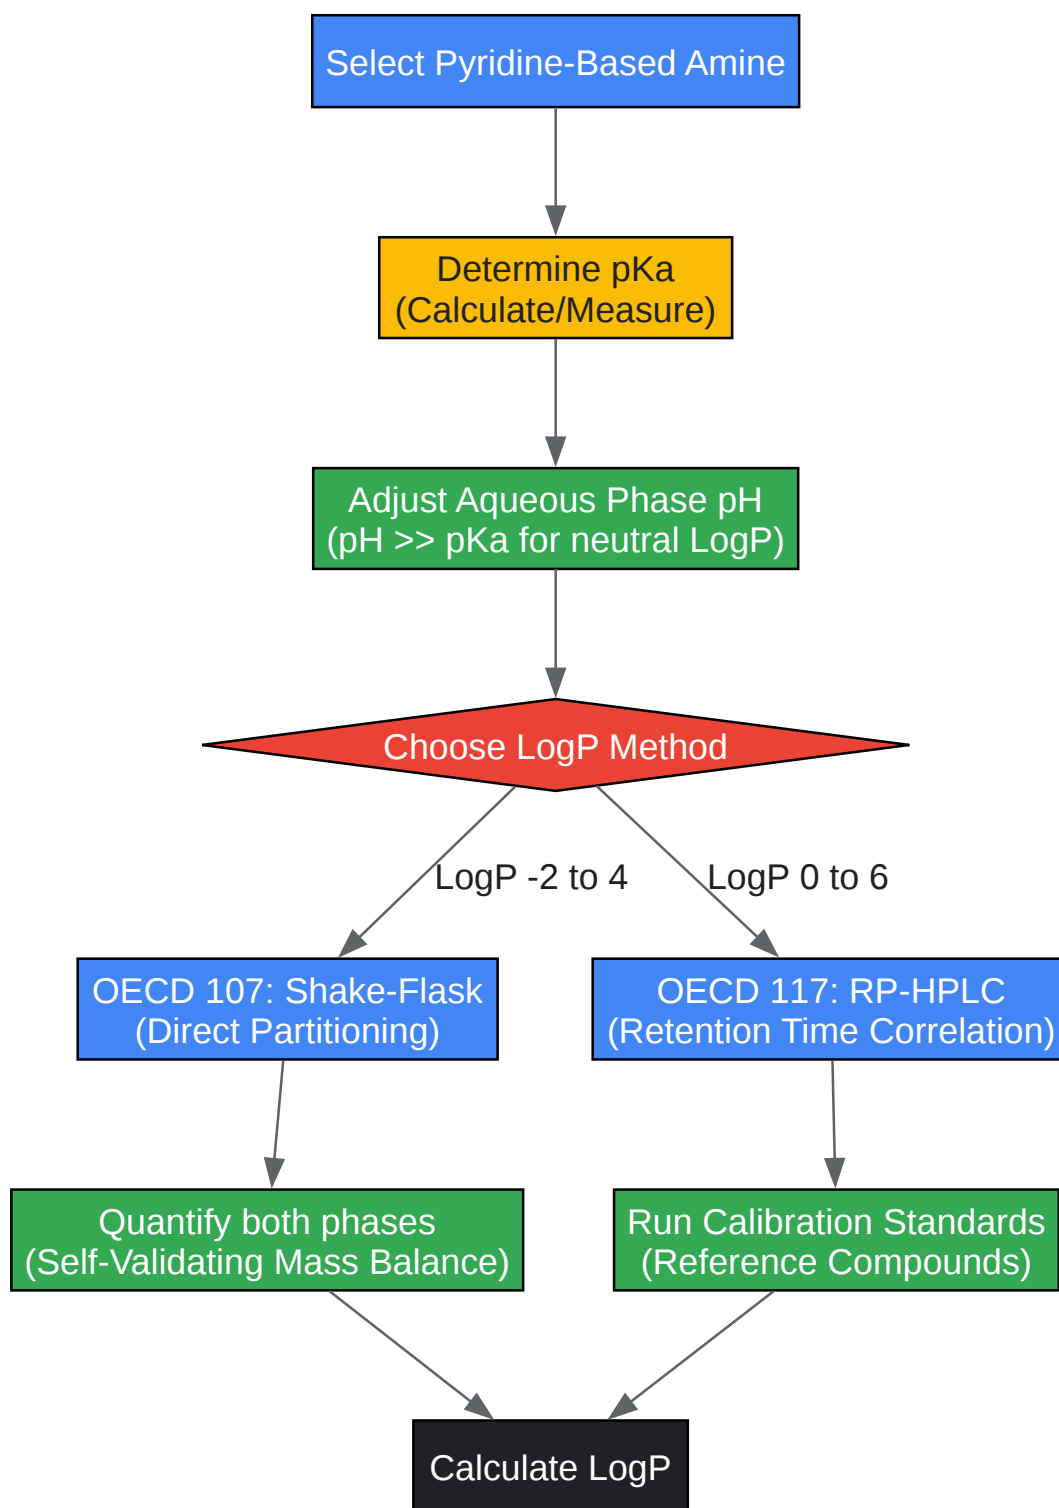 Select Pyridine-Based Amine
Determine pKa
(Calculate/Measure)
Adjust Aqueous Phase pH
(pH >> pKa for neutral LogP)
Choose LogP Method
LogP -2 to 4
LogP 0 to 6
OECD 107: Shake-Flask
(Direct Partitioning)
OECD 117: RP-HPLC
(Retention Time Correlation)
Quantify both phases
(Self-Validating Mass Balance)
Run Calibration Standards
(Reference Compounds)
Calculate LogP